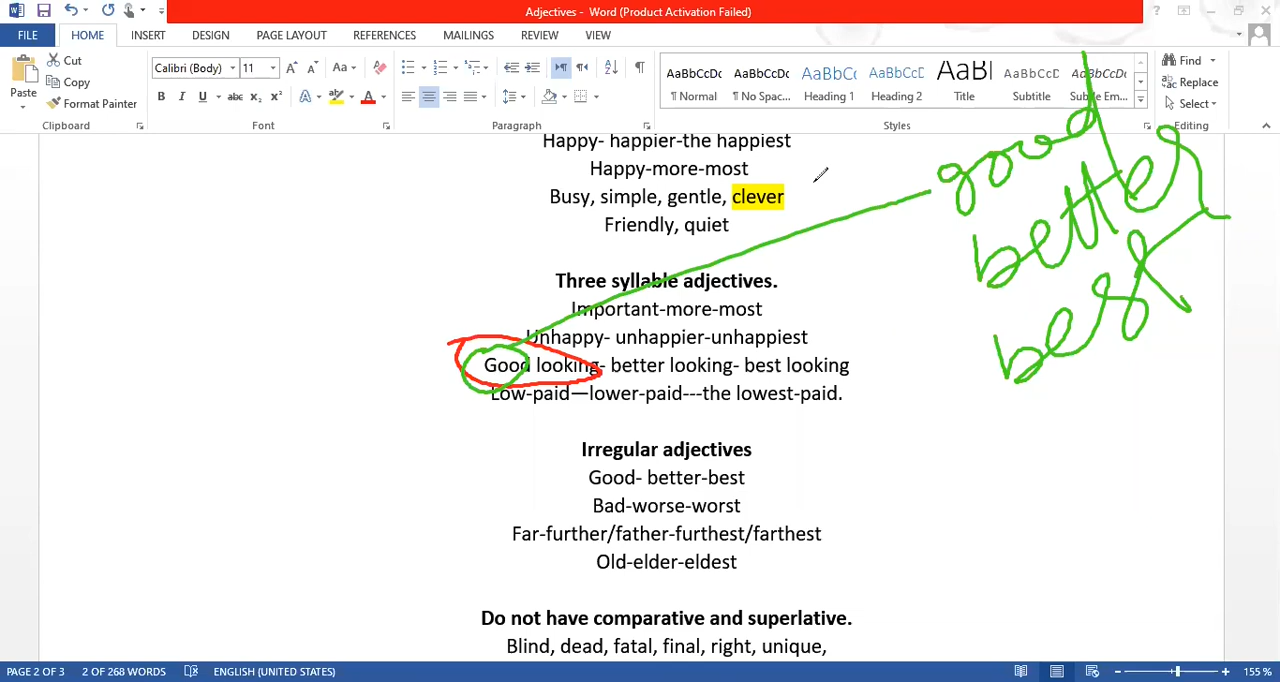 Adjectives - Word (Product Activation Failed)
FILE HOME INSERT DESIGN PAGE LAYOUT REFERENCES MAILINGS REVIEW VIEW
Paste
Cut
Copy
Format Painter
Clipboard
Calibri (Body) 11
Font
Paragraph
AaBbCcDc AaBbCcDc AaBbCc AaBbCcE AaBl AaBbCcD AaBbCcDc
¶ Normal ¶ No Spac... Heading 1 Heading 2 Title Subtitle Subtle Em...
Styles
Find
Replace
Select
Editing
Happy- happier-the happiest
Happy-more-most
Busy, simple, gentle, clever
Friendly, quiet
Three syllable adjectives.
Important-more-most
Unhappy- unhappier-unhappiest
Good looking- better looking- best looking
Low-paid—lower-paid---the lowest-paid.
Irregular adjectives
Good- better-best
Bad-worse-worst
Far-further/father-furthest/farthest
Old-elder-eldest
Do not have comparative and superlative.
Blind, dead, fatal, final, right, unique,
good
better
best
PAGE 2 OF 3 2 OF 268 WORDS ENGLISH (UNITED STATES) 155 %